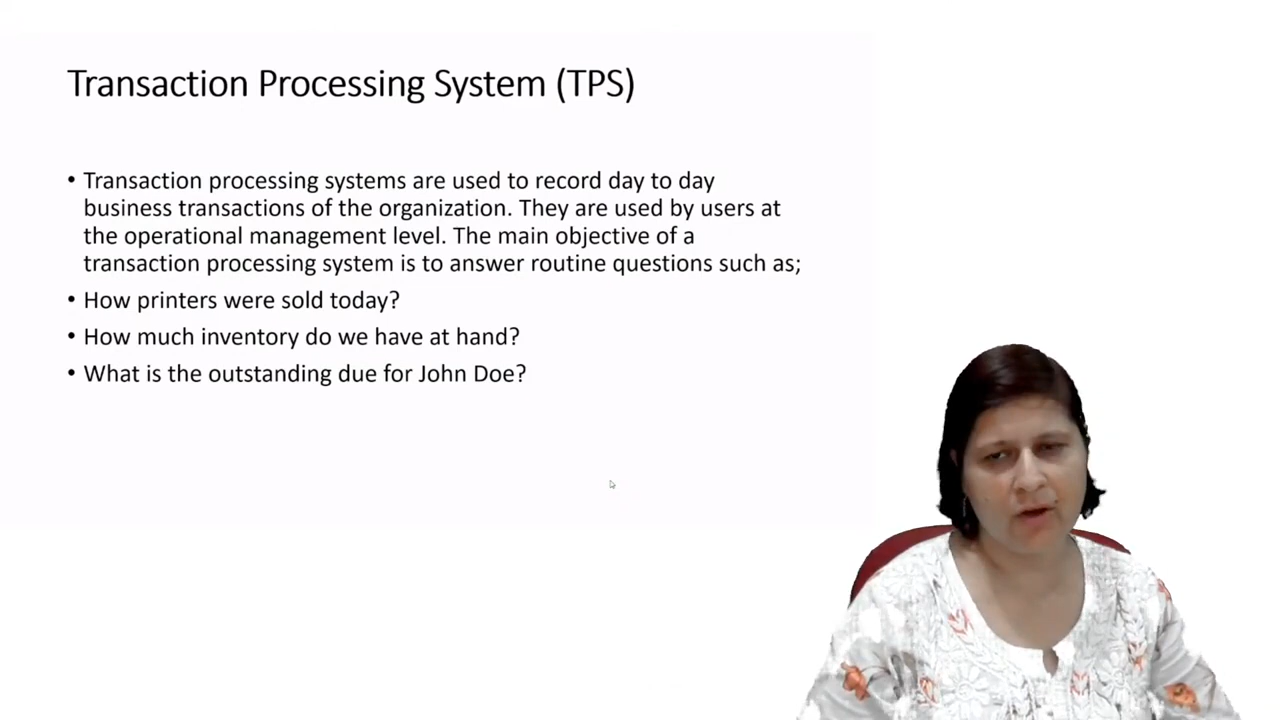 Transaction Processing System (TPS)
• Transaction processing systems are used to record day to day
business transactions of the organization. They are used by users at
the operational management level. The main objective of a
transaction processing system is to answer routine questions such as;
• How printers were sold today?
• How much inventory do we have at hand?
• What is the outstanding due for John Doe?